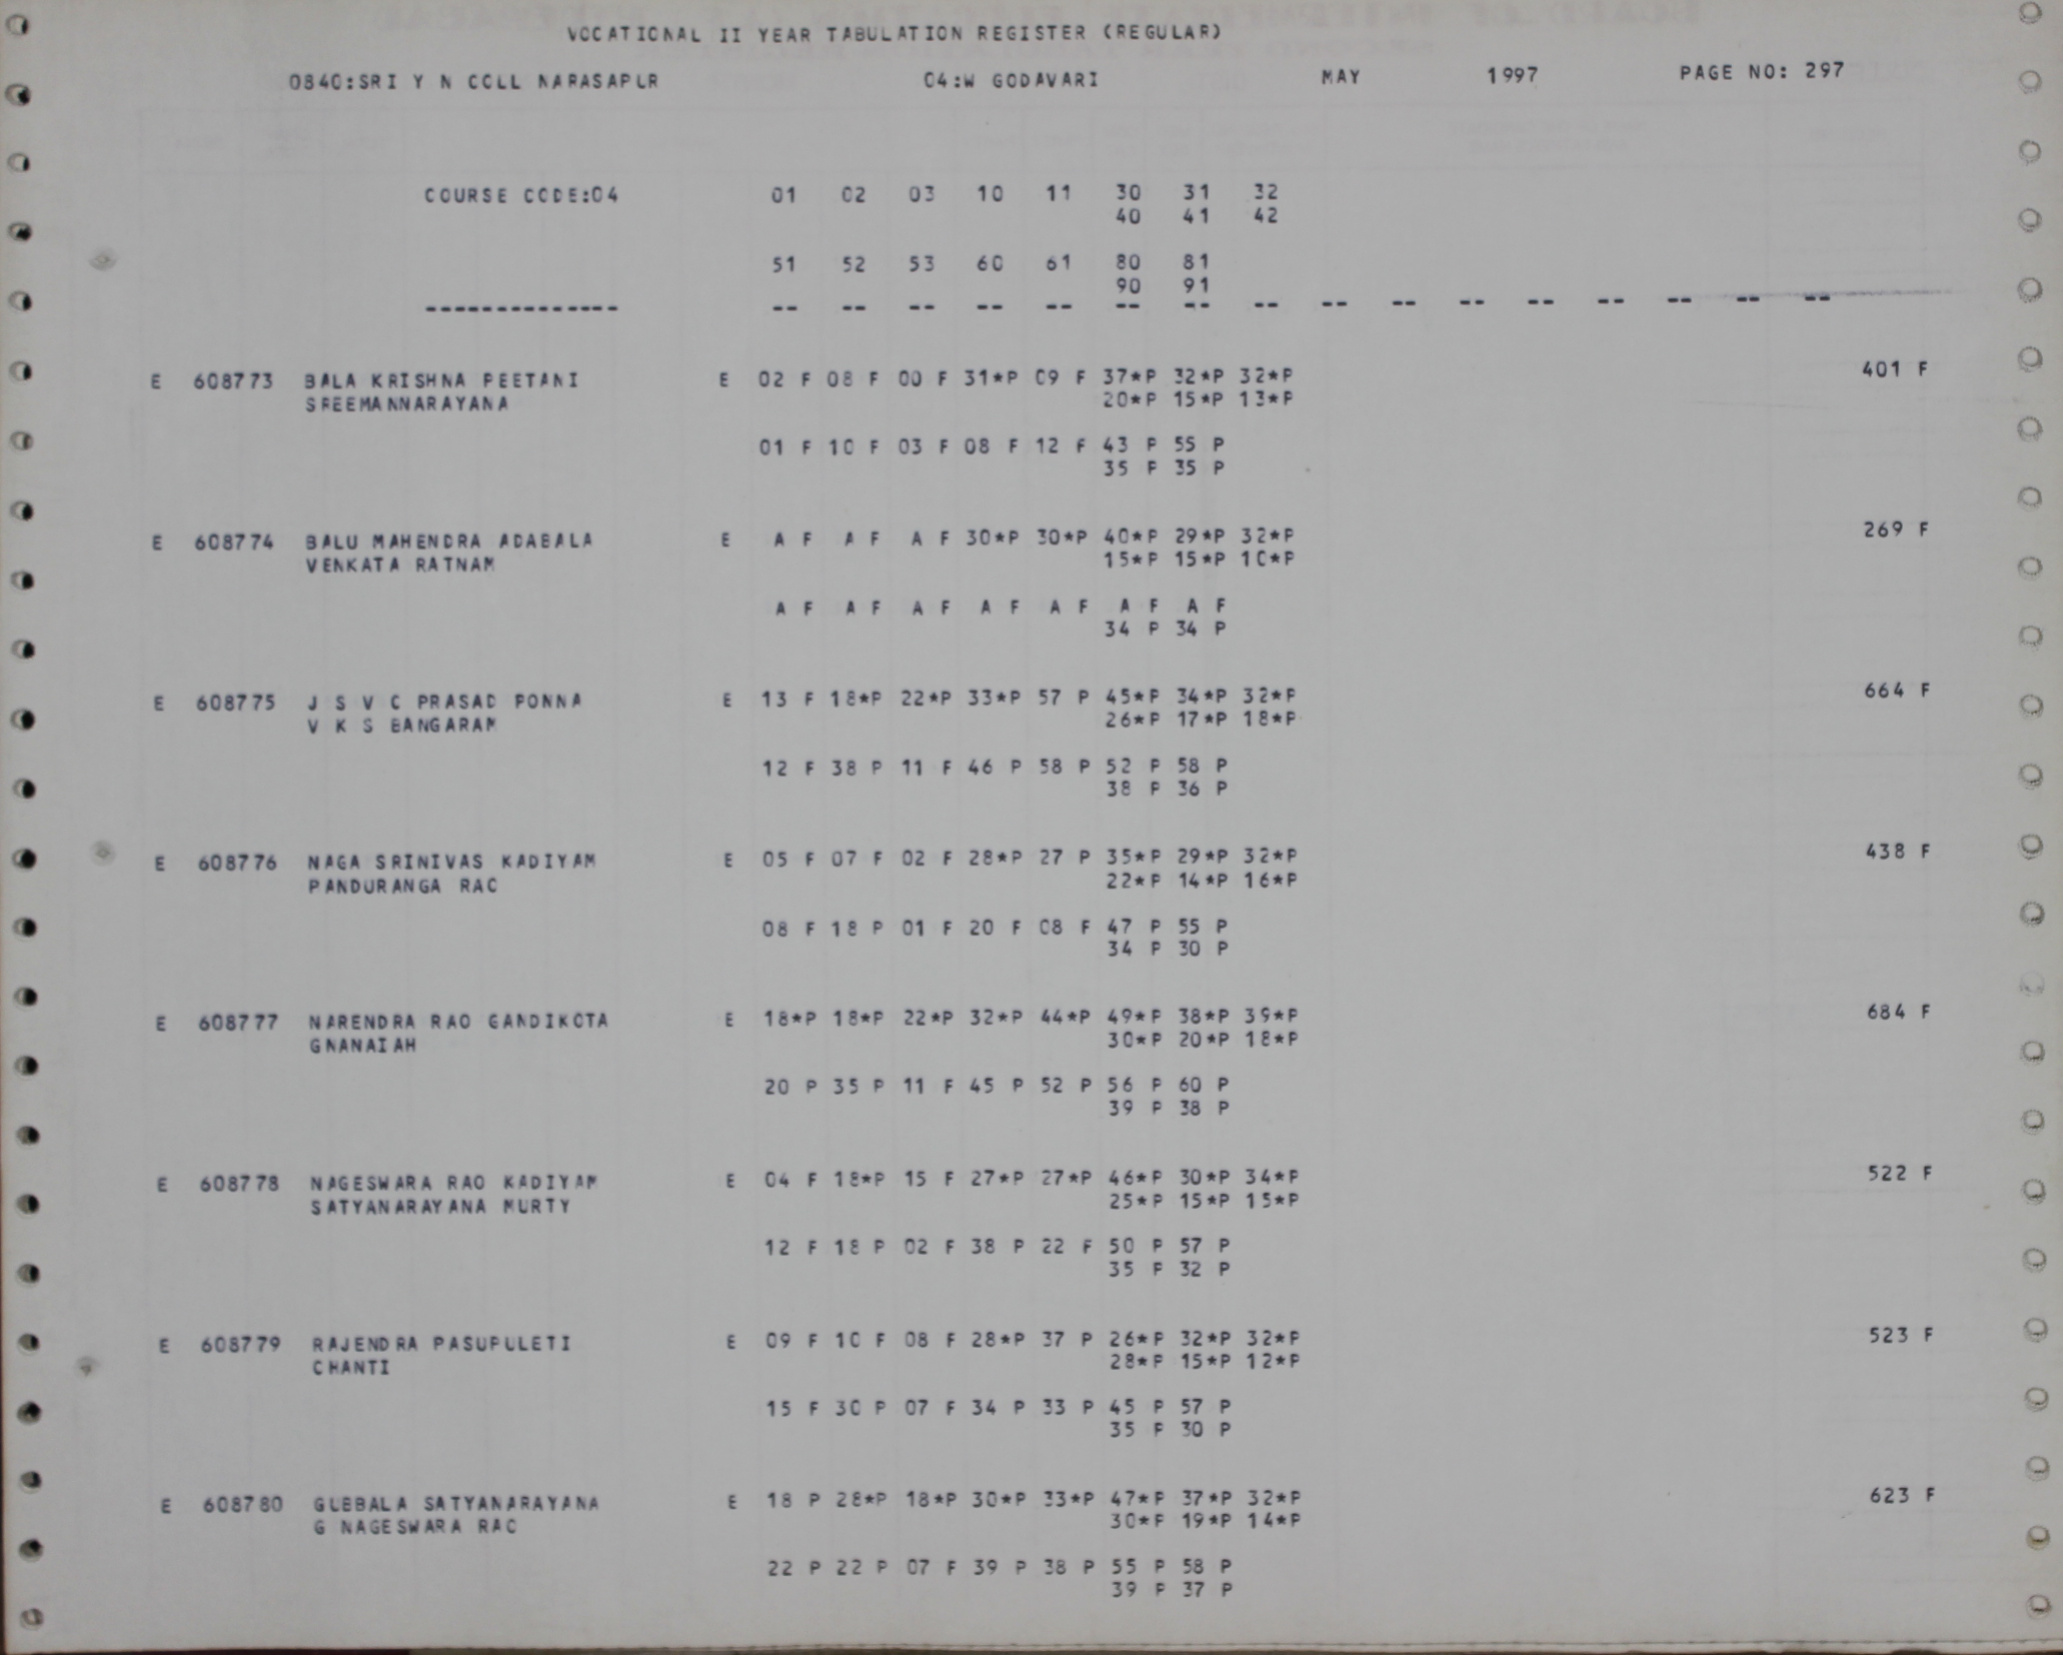 VOCATIONAL II YEAR TABULATION REGISTER (REGULAR)
0840:SRI Y N COLL NARASAPUR 04:W GODAVARI MAY 1997 PAGE NO: 297
COURSE CODE:04 01 02 03 10 11 30 31 32
40 41 42
51 52 53 60 61 80 81
90 91
-------------- -- -- -- -- -- -- -- -- -- -- -- -- -- -- -- --
E 608773 BALA KRISHNA PEETANI E 02 F 08 F 00 F 31*P 09 F 37*P 32*P 32*P 401 F
SREEMANNARAYANA 20*P 15*P 13*P
01 F 10 F 03 F 08 F 12 F 43 P 55 P
35 P 35 P
E 608774 BALU MAHENDRA ADABALA E A F A F A F 30*P 30*P 40*P 29*P 32*P 269 F
VENKATA RATNAM 15*P 15*P 10*P
A F A F A F A F A F A F A F
34 P 34 P
E 608775 J S V C PRASAD PONNA E 13 F 18*P 22*P 33*P 57 P 45*P 34*P 32*P 664 F
V K S BANGARAM 26*P 17*P 18*P
12 F 38 P 11 F 46 P 58 P 52 P 58 P
38 P 36 P
E 608776 NAGA SRINIVAS KADIYAM E 05 F 07 F 02 F 28*P 27 P 35*P 29*P 32*P 438 F
PANDURANGA RAO 22*P 14*P 16*P
08 F 18 P 01 F 20 F 08 F 47 P 55 P
34 P 30 P
E 608777 NARENDRA RAO GANDIKOTA E 18*P 18*P 22*P 32*P 44*P 49*P 38*P 39*P 684 F
GNANAIAH 30*P 20*P 18*P
20 P 35 P 11 F 45 P 52 P 56 P 60 P
39 P 38 P
E 608778 NAGESWARA RAO KADIYAM E 04 F 18*P 15 F 27*P 27*P 46*P 30*P 34*P 522 F
SATYANARAYANA MURTY 25*P 15*P 15*P
12 F 18 P 02 F 38 P 22 F 50 P 57 P
35 P 32 P
E 608779 RAJENDRA PASUPULETI E 09 F 10 F 08 F 28*P 37 P 26*P 32*P 32*P 523 F
CHANTI 28*P 15*P 12*P
15 F 30 P 07 F 34 P 33 P 45 P 57 P
35 P 30 P
E 608780 GUBBALA SATYANARAYANA E 18 P 28*P 18*P 30*P 33*P 47*P 37*P 32*P 623 F
G NAGESWARA RAO 30*P 19*P 14*P
22 P 22 P 07 F 39 P 38 P 55 P 58 P
39 P 37 P